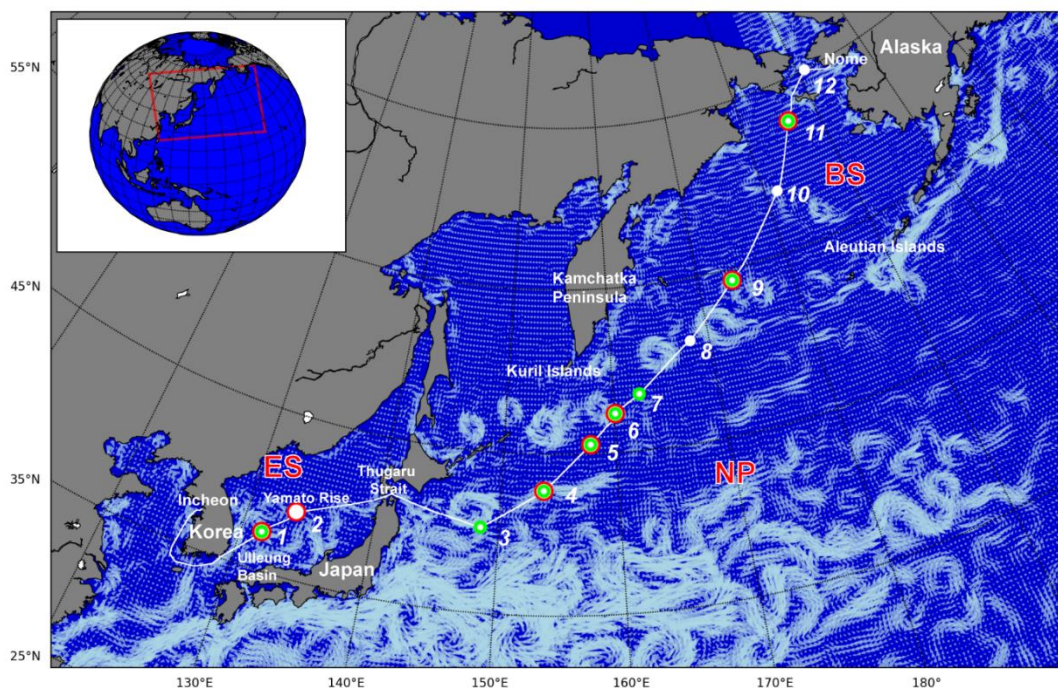 55°N
45°N
35°N
25°N
130°E
140°E
150°E
160°E
170°E
180°
Alaska
Nome
12
11
BS
10
Aleutian Islands
9
Kamchatka
Peninsula
8
Kuril Islands
7
6
5
NP
4
3
ES
Thugaru
Strait
Yamato Rise
2
Incheon
Korea
1
Ulleung
Basin
Japan